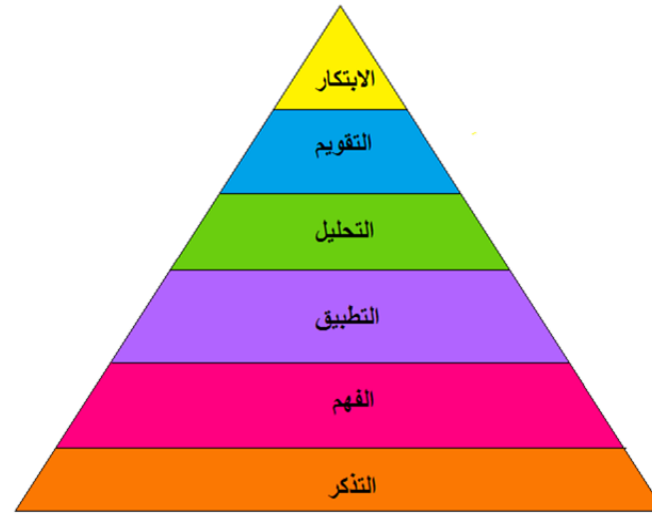 الابتكار
التقويم
التحليل
التطبيق
الفهم
التذكر